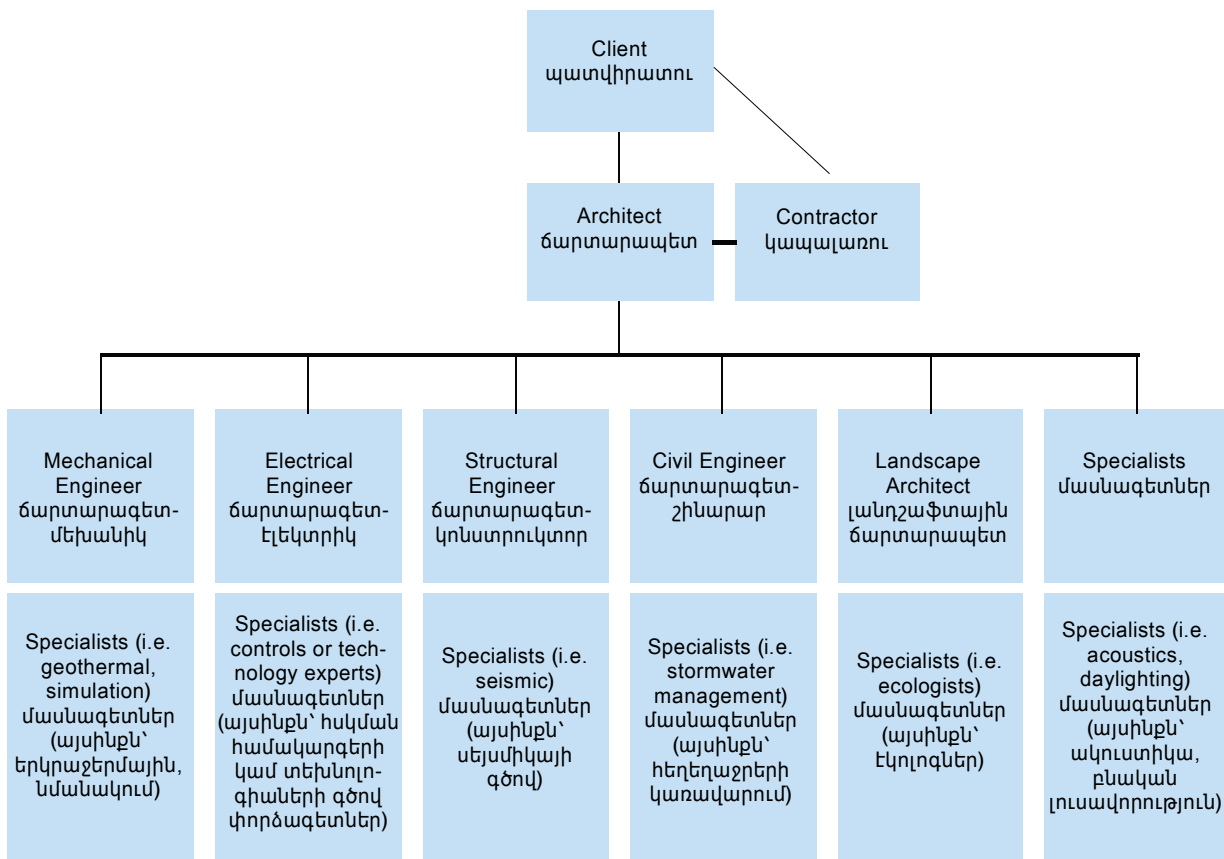 Client
պատվիրատու
Architect
ճարտարապետ
Contractor
կապալառու
Mechanical
Engineer
ճարտարագետ-
մեխանիկ
Electrical
Engineer
ճարտարագետ-
էլեկտրիկ
Structural
Engineer
ճարտարագետ-
կոնստրուկտոր
Civil Engineer
ճարտարագետ-
շինարար
Landscape
Architect
լանդշաֆտային
ճարտարապետ
Specialists
մասնագետներ
Specialists (i.e.
geothermal,
simulation)
մասնագետներ
(այսինքն՝
երկրաջերմային,
նմանակում)
Specialists (i.e.
controls or tech-
nology experts)
մասնագետներ
(այսինքն՝ հսկման
համակարգերի
կամ տեխնոլո-
գիաների գծով
փորձագետներ)
Specialists (i.e.
seismic)
մասնագետներ
(այսինքն՝
սեյսմիկայի
գծով)
Specialists (i.e.
stormwater
management)
մասնագետներ
(այսինքն՝
հեղեղաջրերի
կառավարում)
Specialists (i.e.
ecologists)
մասնագետներ
(այսինքն՝
էկոլոգներ)
Specialists (i.e.
acoustics,
daylighting)
մասնագետներ
(այսինքն՝
ակուստիկա,
բնական
լուսավորություն)